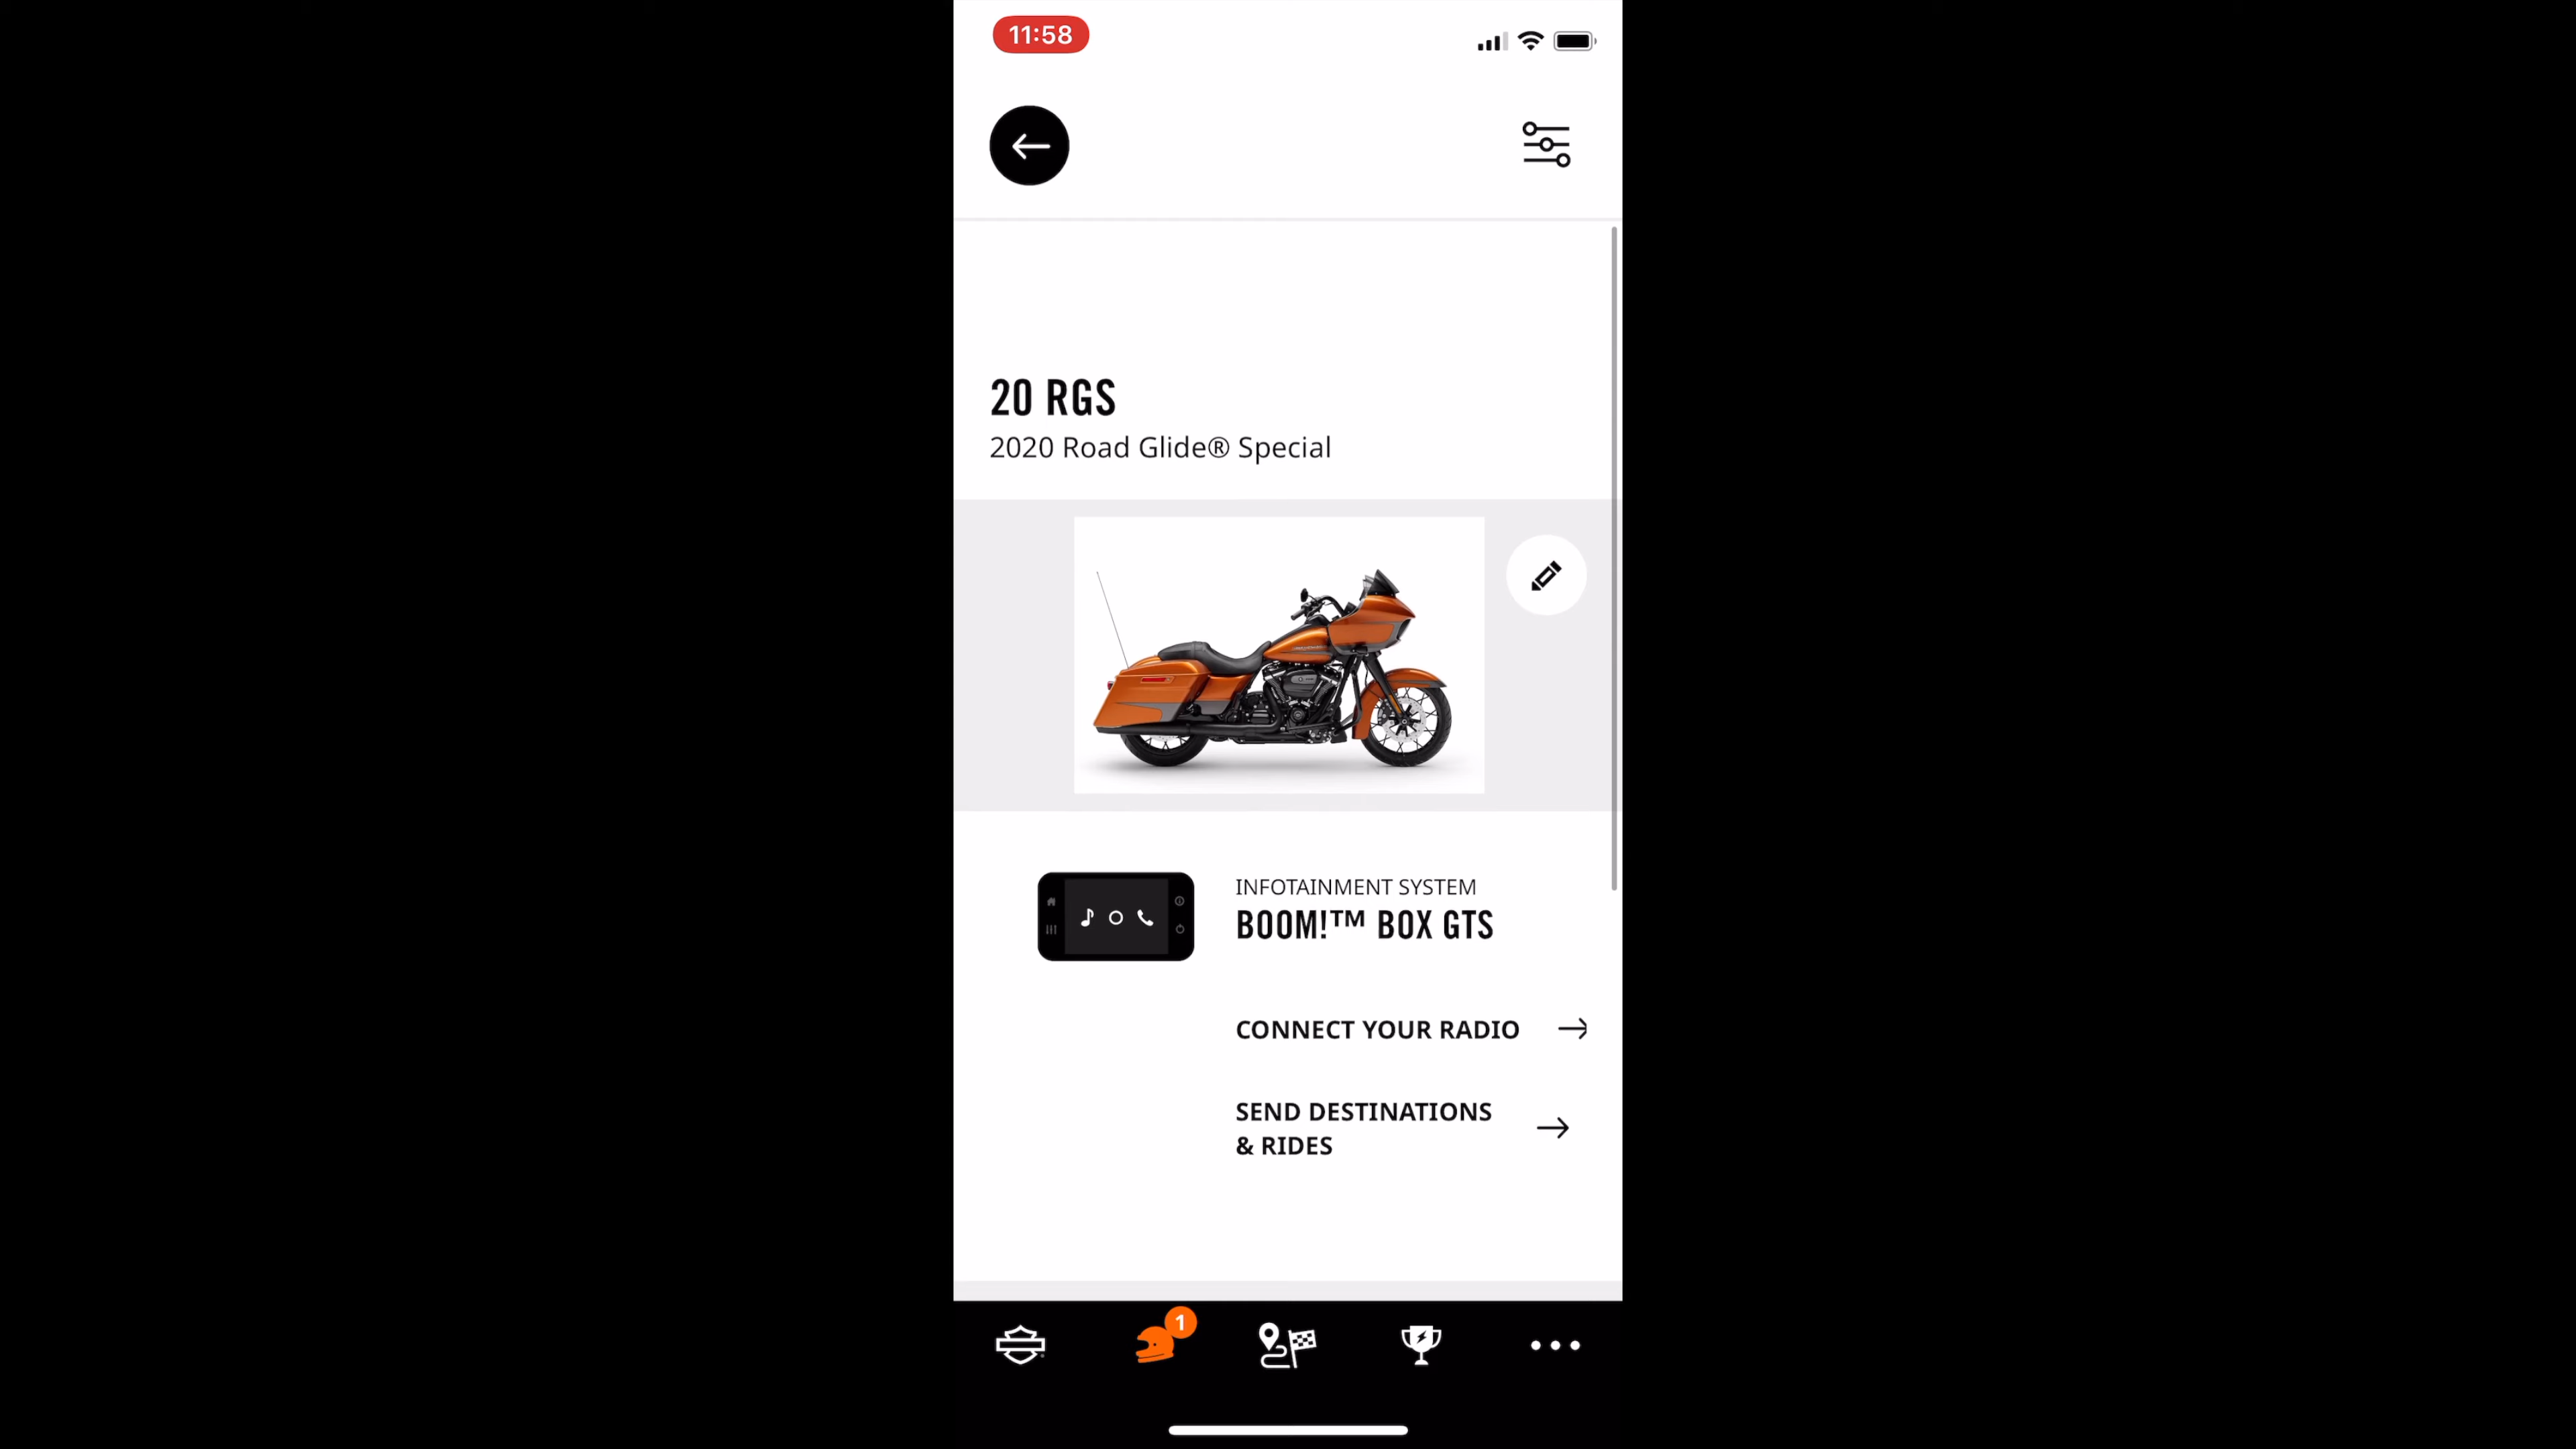 11:58
20 RGS
2020 Road Glide® Special
INFOTAINMENT SYSTEM
BOOM!™ BOX GTS
CONNECT YOUR RADIO
SEND DESTINATIONS
& RIDES
1